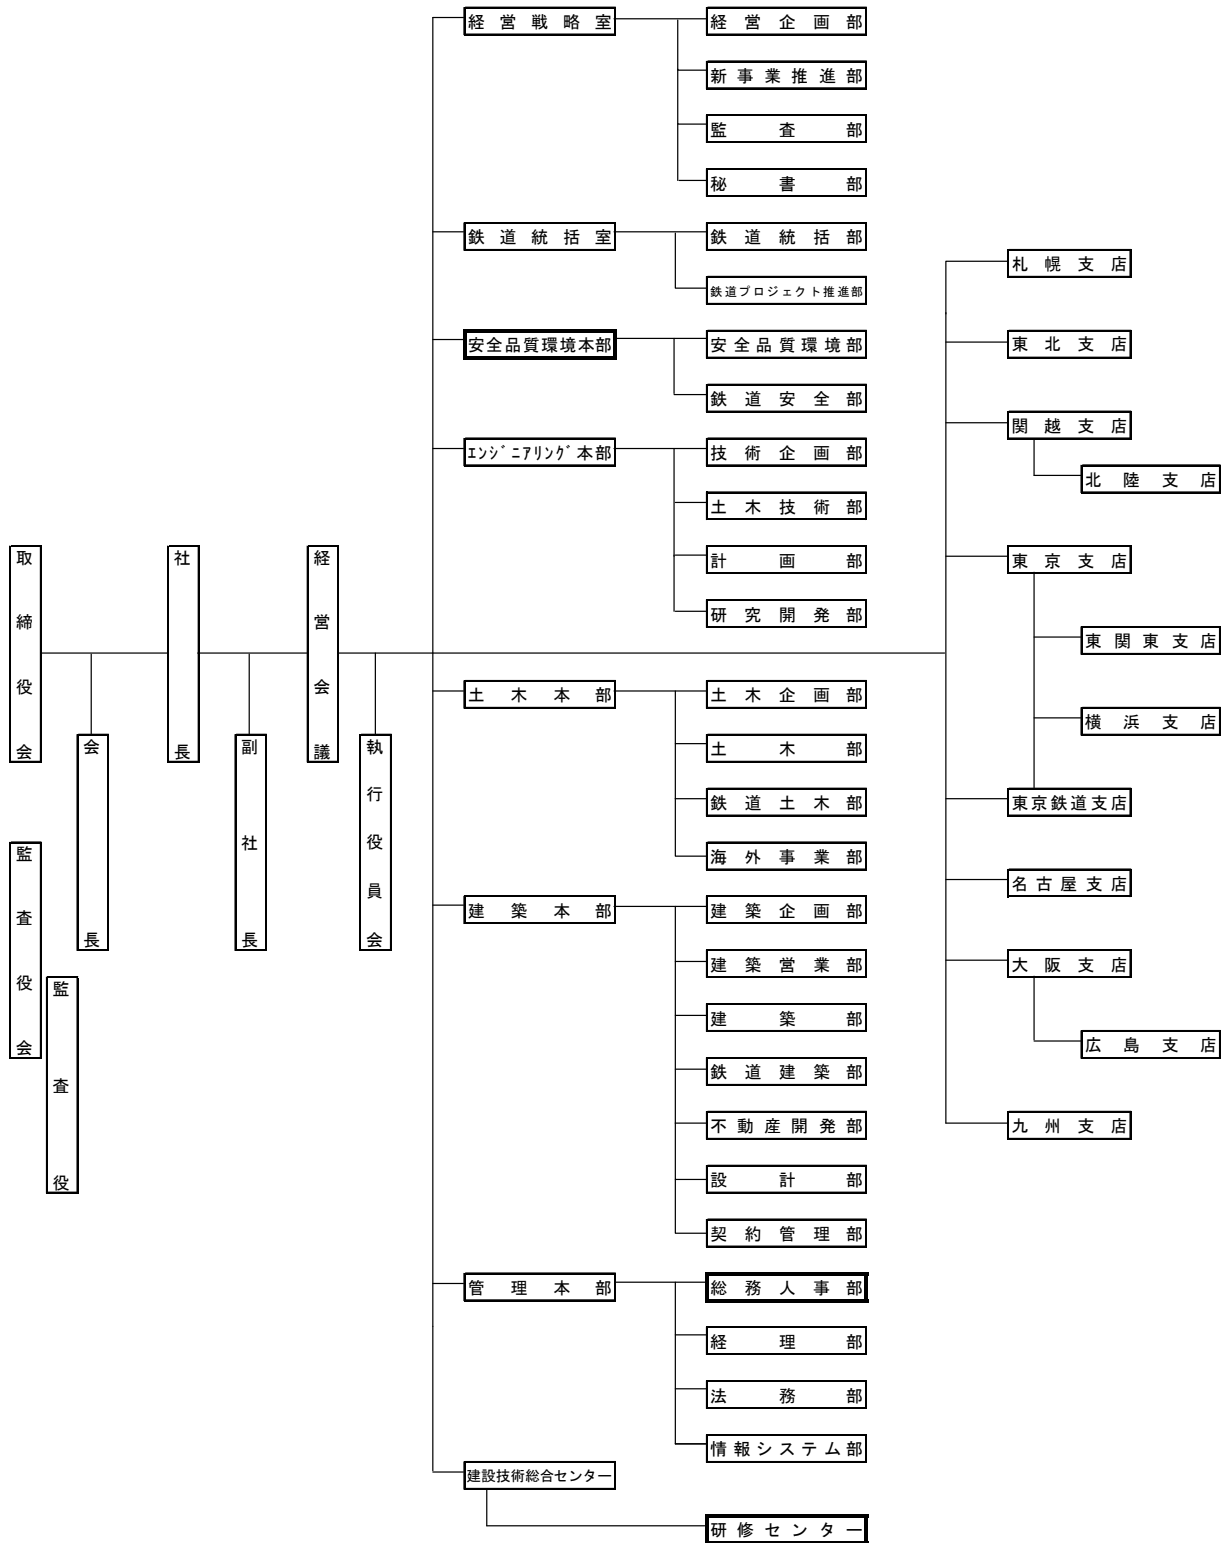 取締役会
監査役会
監査役
会長
社長
副社長
経営会議
執行役員会
経営戦略室
経営企画部
新事業推進部
監査部
秘書部
鉄道統括室
鉄道統括部
鉄道プロジェクト推進部
安全品質環境本部
安全品質環境部
鉄道安全部
エンジニアリング本部
技術企画部
土木技術部
計画部
研究開発部
土木本部
土木企画部
土木部
鉄道土木部
海外事業部
建築本部
建築企画部
建築営業部
建築部
鉄道建築部
不動産開発部
設計部
契約管理部
管理本部
総務人事部
経理部
法務部
情報システム部
建設技術総合センター
研修センター
札幌支店
東北支店
関越支店
北陸支店
東京支店
東関東支店
横浜支店
東京鉄道支店
名古屋支店
大阪支店
広島支店
九州支店